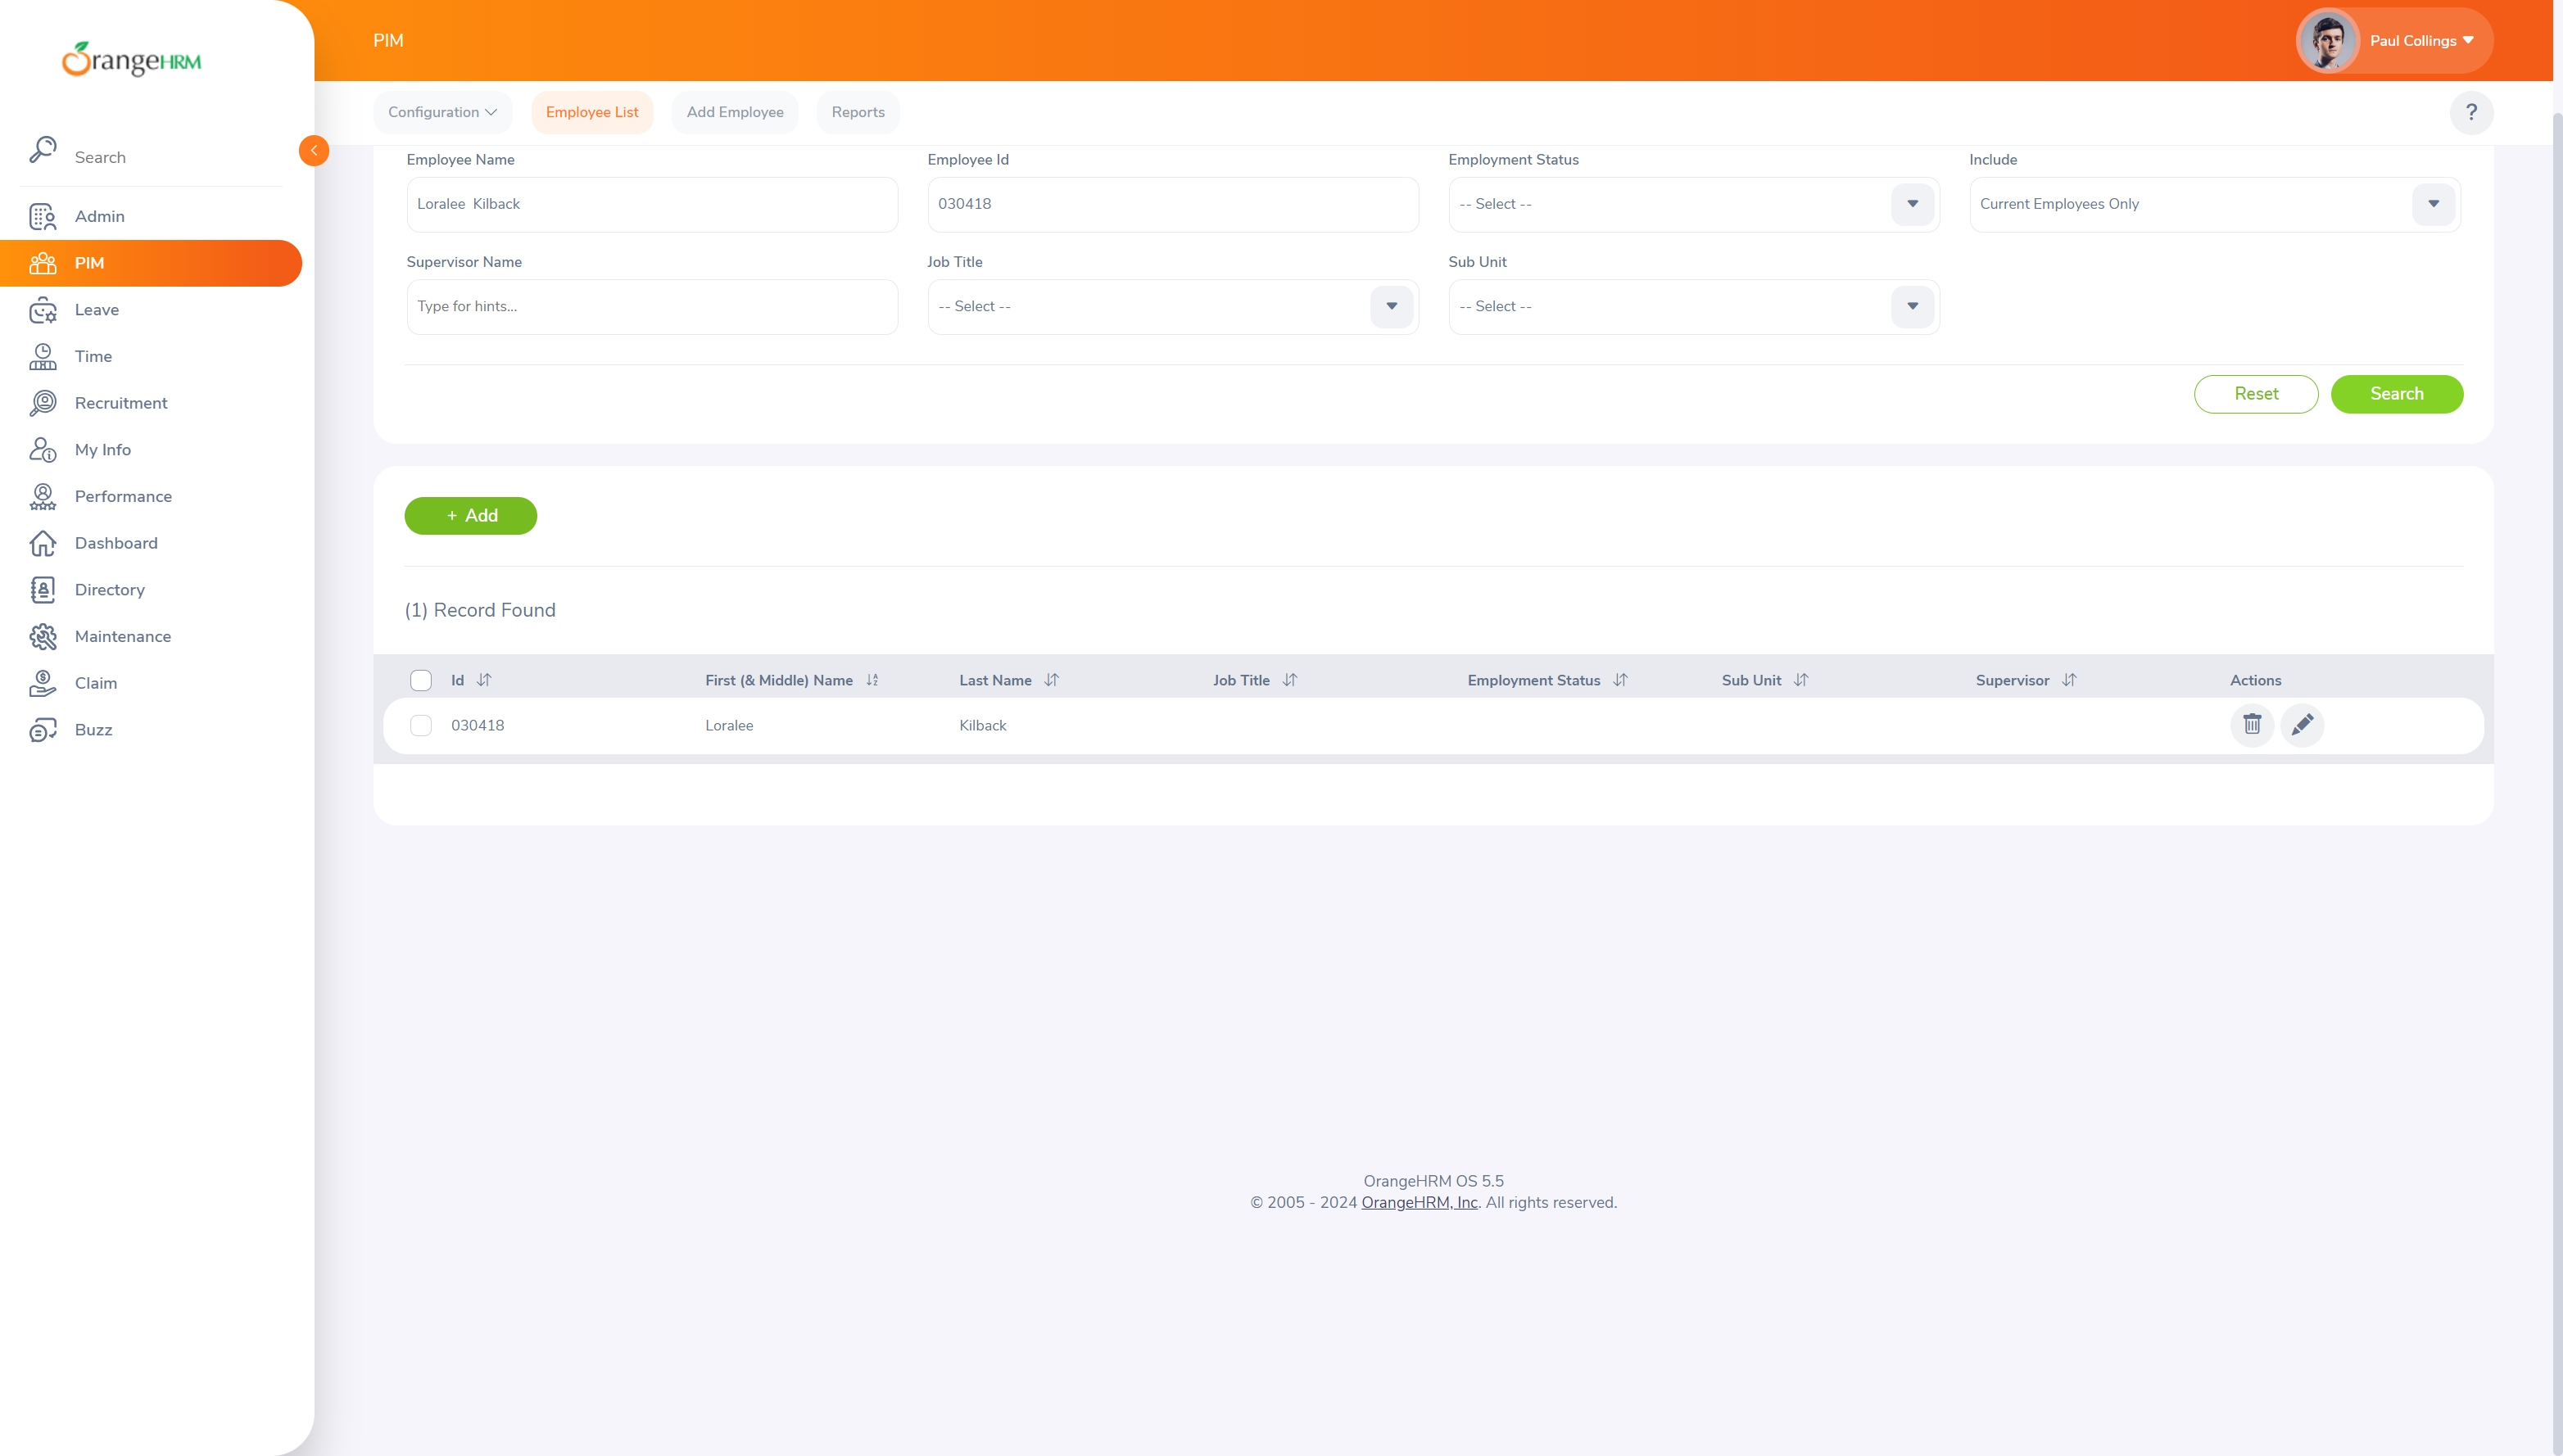 OrangeHRM
PIM
Paul Collings
Configuration
Employee List
Add Employee
Reports
?
Search
Admin
PIM
Leave
Time
Recruitment
My Info
Performance
Dashboard
Directory
Maintenance
Claim
Buzz
Employee Name
Employee Id
Employment Status
Include
Loralee  Kilback
030418
-- Select --
Current Employees Only
Supervisor Name
Job Title
Sub Unit
Type for hints...
-- Select --
-- Select --
Reset
Search
+ Add
(1) Record Found
Id
First (& Middle) Name
Last Name
Job Title
Employment Status
Sub Unit
Supervisor
Actions
030418
Loralee
Kilback
OrangeHRM OS 5.5
© 2005 - 2024 OrangeHRM, Inc. All rights reserved.